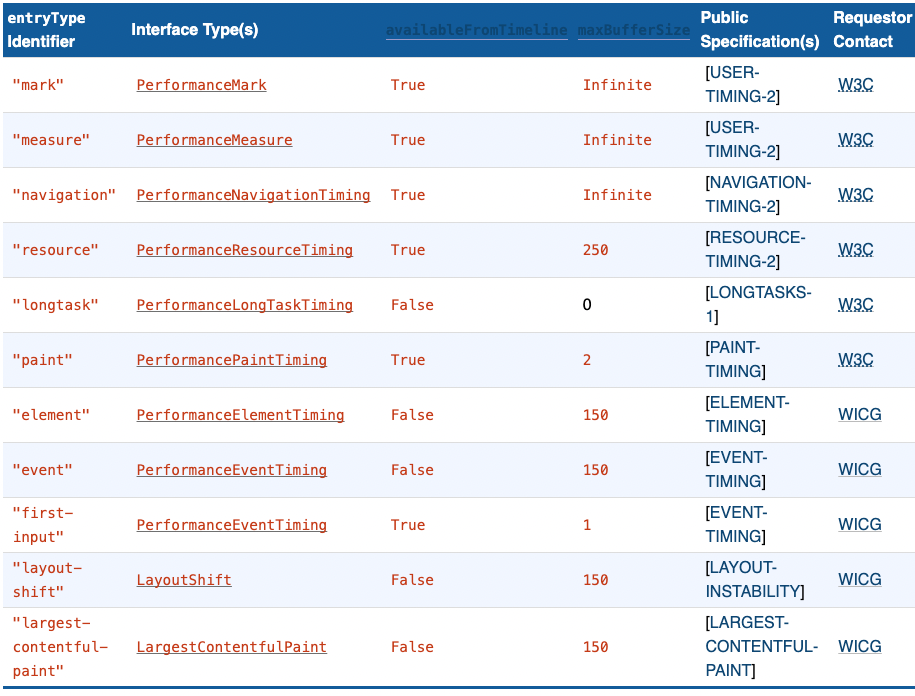 entryType Identifier	Interface Type(s)	availableFromTimeline	maxBufferSize	Public Specification(s)	Requestor Contact
"mark"	PerformanceMark	True	Infinite	[USER-TIMING-2]	W3C
"measure"	PerformanceMeasure	True	Infinite	[USER-TIMING-2]	W3C
"navigation"	PerformanceNavigationTiming	True	Infinite	[NAVIGATION-TIMING-2]	W3C
"resource"	PerformanceResourceTiming	True	250	[RESOURCE-TIMING-2]	W3C
"longtask"	PerformanceLongTaskTiming	False	0	[LONGTASKS-1]	W3C
"paint"	PerformancePaintTiming	True	2	[PAINT-TIMING]	W3C
"element"	PerformanceElementTiming	False	150	[ELEMENT-TIMING]	WICG
"event"	PerformanceEventTiming	False	150	[EVENT-TIMING]	WICG
"first-input"	PerformanceEventTiming	True	1	[EVENT-TIMING]	WICG
"layout-shift"	LayoutShift	False	150	[LAYOUT-INSTABILITY]	WICG
"largest-contentful-paint"	LargestContentfulPaint	False	150	[LARGEST-CONTENTFUL-PAINT]	WICG